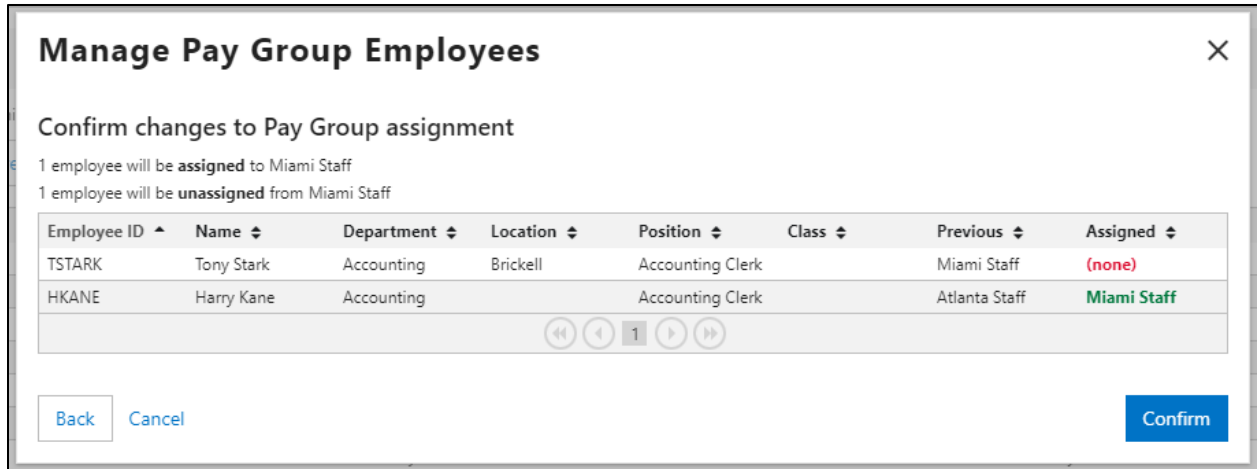 Manage Pay Group Employees
Confirm changes to Pay Group assignment
1 employee will be assigned to Miami Staff
1 employee will be unassigned from Miami Staff
Employee ID Name Department Location Position Class Previous Assigned
TSTARK Tony Stark Accounting Brickell Accounting Clerk Miami Staff (none)
HKANE Harry Kane Accounting Accounting Clerk Atlanta Staff Miami Staff
1
Back Cancel Confirm